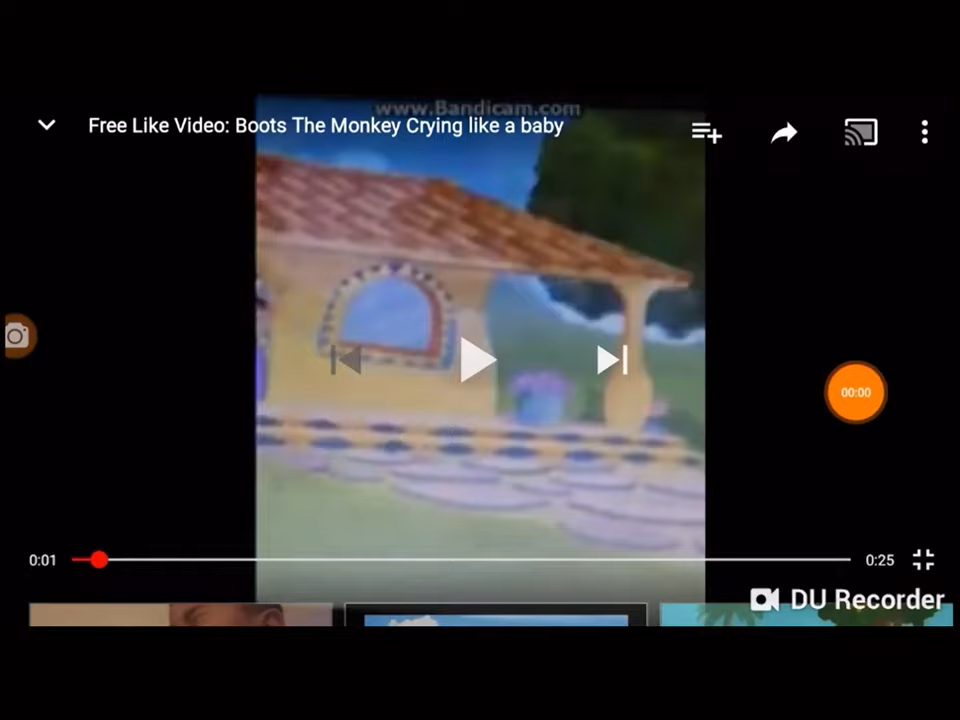 www.Bandicam.com
Free Like Video: Boots The Monkey Crying like a baby
00:00
0:01
0:25
DU Recorder